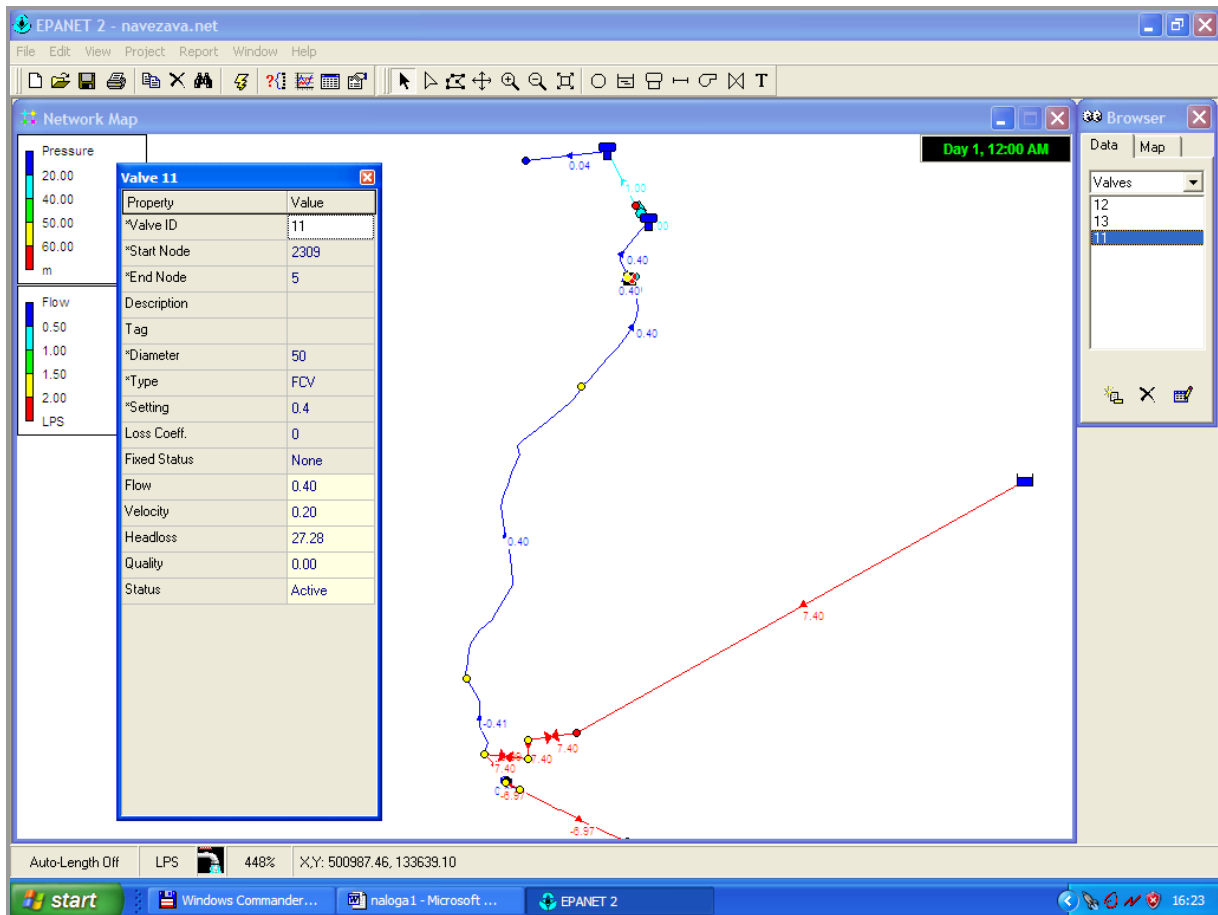 EPANET 2 - navezava.net
File Edit View Project Report Window Help
T
Network Map
Browser
Day 1, 12:00 AM
Data Map
Valves
12
13
11
Pressure
20.00
40.00
50.00
60.00
m
Flow
0.50
1.00
1.50
2.00
LPS
Valve 11
Property Value
*Valve ID 11
*Start Node 2309
*End Node 5
Description
Tag
*Diameter 50
*Type FCV
*Setting 0.4
Loss Coeff. 0
Fixed Status None
Flow 0.40
Velocity 0.20
Headloss 27.28
Quality 0.00
Status Active
0.04
1.00
0.40
0.40
0.40
0.40
7.40
-0.41
7.40
7.40
7.40
-6.97
-6.97
Auto-Length Off LPS 448% X,Y: 500987.46, 133639.10
start Windows Commander... naloga1 - Microsoft ... EPANET 2 16:23